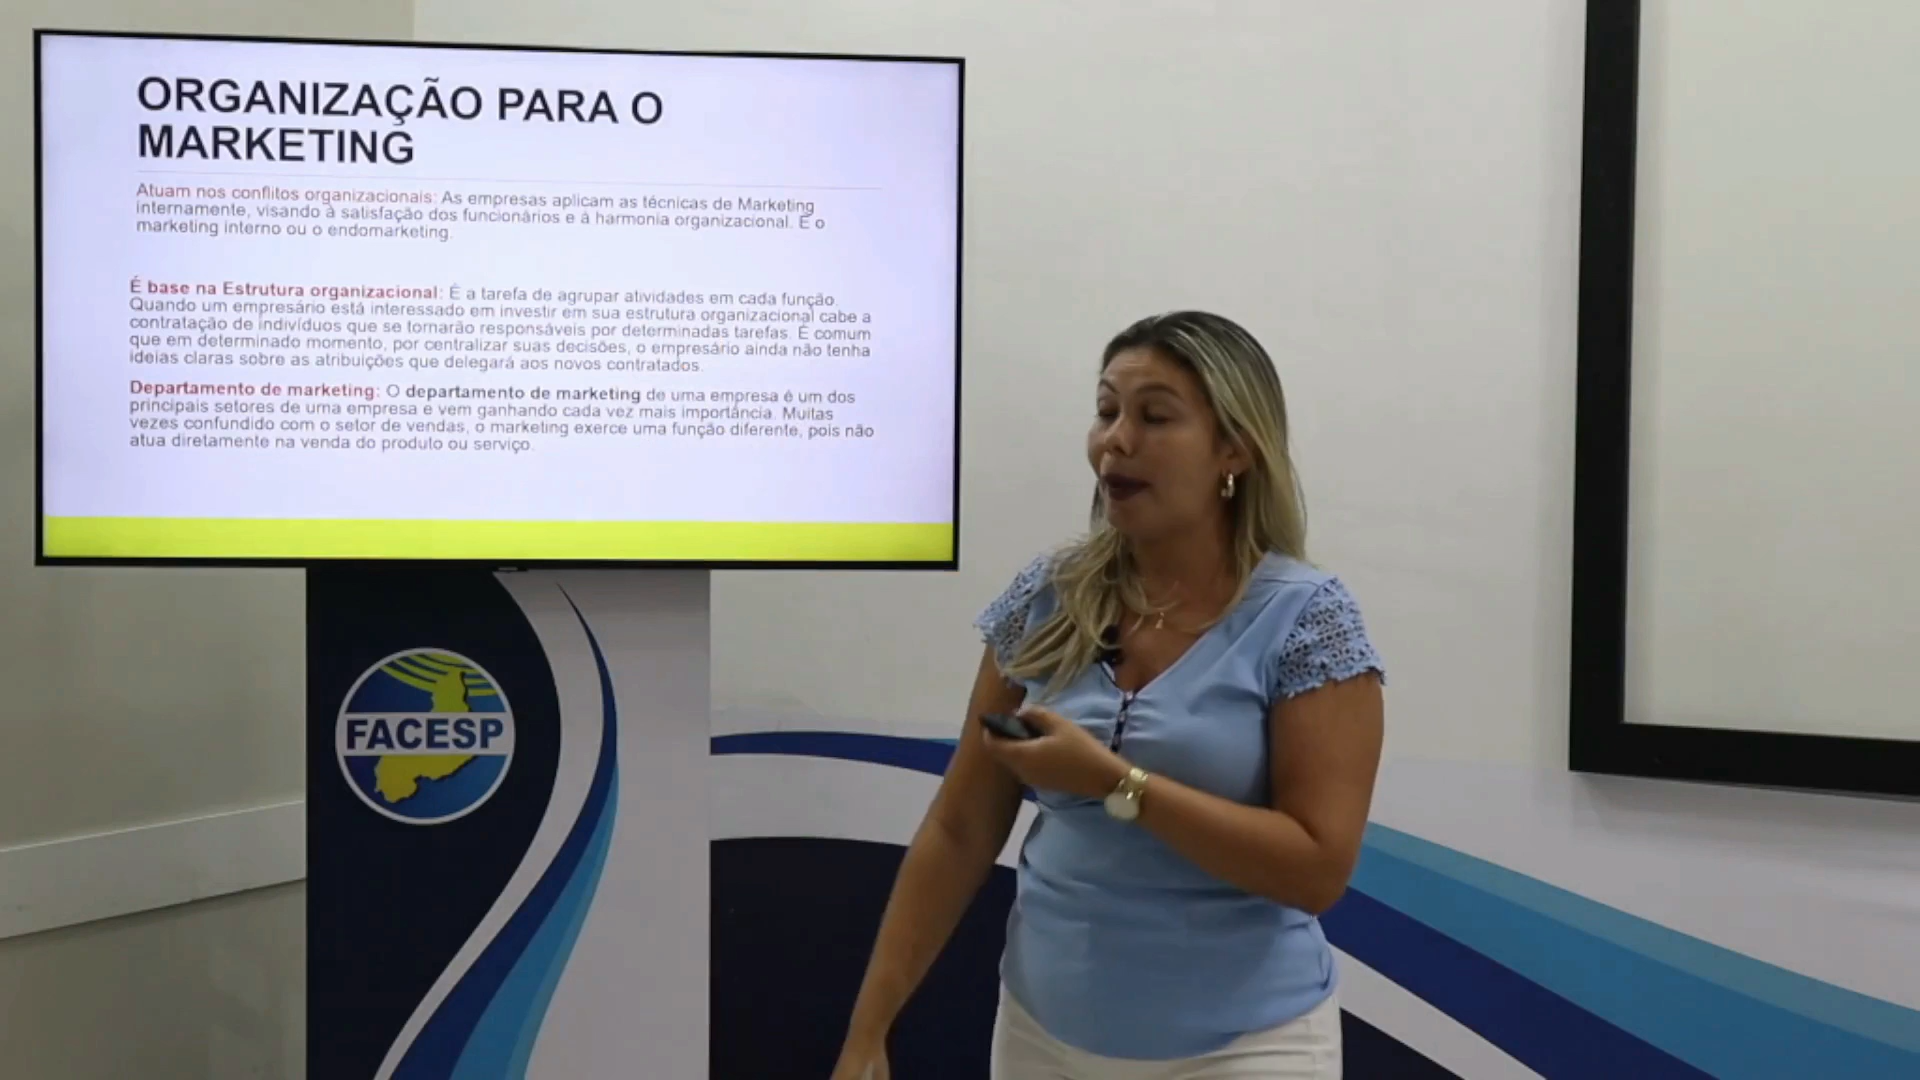 ORGANIZAÇÃO PARA O
MARKETING
Atuam nos conflitos organizacionais: As empresas aplicam as técnicas de Marketing
internamente, visando à satisfação dos funcionários e à harmonia organizacional. É o
marketing interno ou o endomarketing.
É base na Estrutura organizacional: É a tarefa de agrupar atividades em cada função.
Quando um empresário está interessado em investir em sua estrutura organizacional cabe a
contratação de indivíduos que se tornarão responsáveis por determinadas tarefas. É comum
que em determinado momento, por centralizar suas decisões, o empresário ainda não tenha
ideias claras sobre as atribuições que delegará aos novos contratados.
Departamento de marketing: O departamento de marketing de uma empresa é um dos
principais setores de uma empresa e vem ganhando cada vez mais importância. Muitas
vezes confundido com o setor de vendas, o marketing exerce uma função diferente, pois não
atua diretamente na venda do produto ou serviço.
FACESP